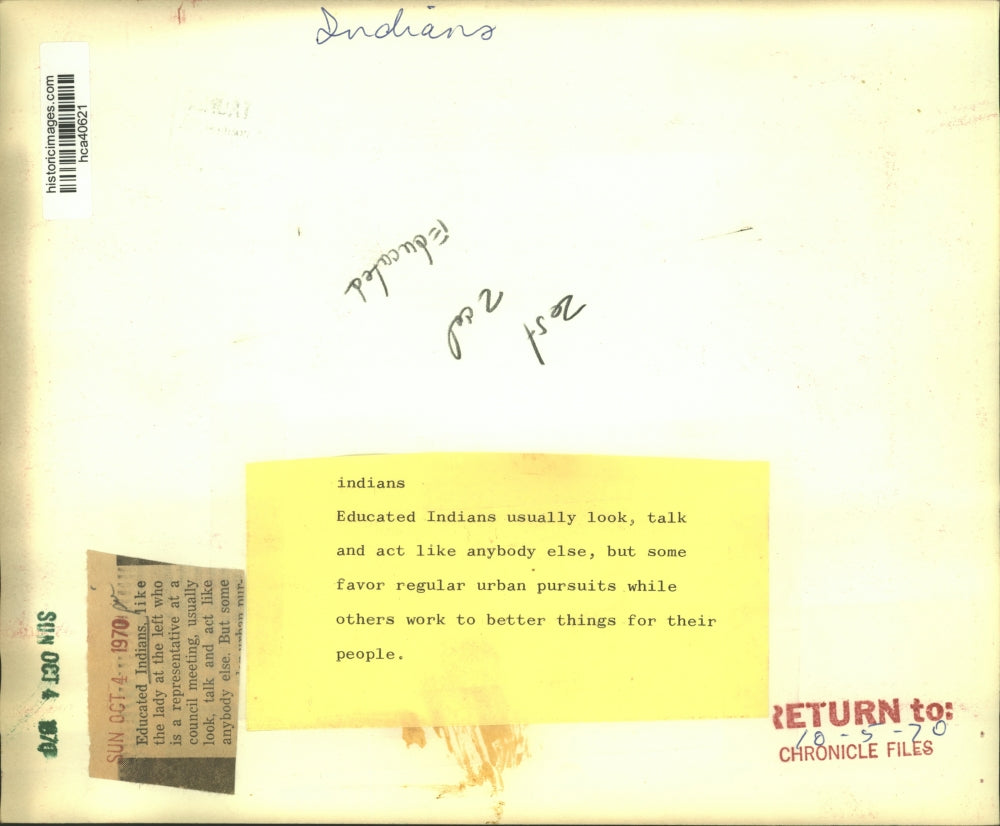 Indians
historicimages.com
hca40621
Educated
2 col
Zest
indians
Educated Indians usually look, talk
and act like anybody else, but some
favor regular urban pursuits while
others work to better things for their
people.
SUN OCT 4 1970
SUN OCT 4 1970
Educated Indians, like
the lady at the left who
is a representative at a
council meeting, usually
look, talk and act like
anybody else. But some
RETURN to:
10-5-70
CHRONICLE FILES